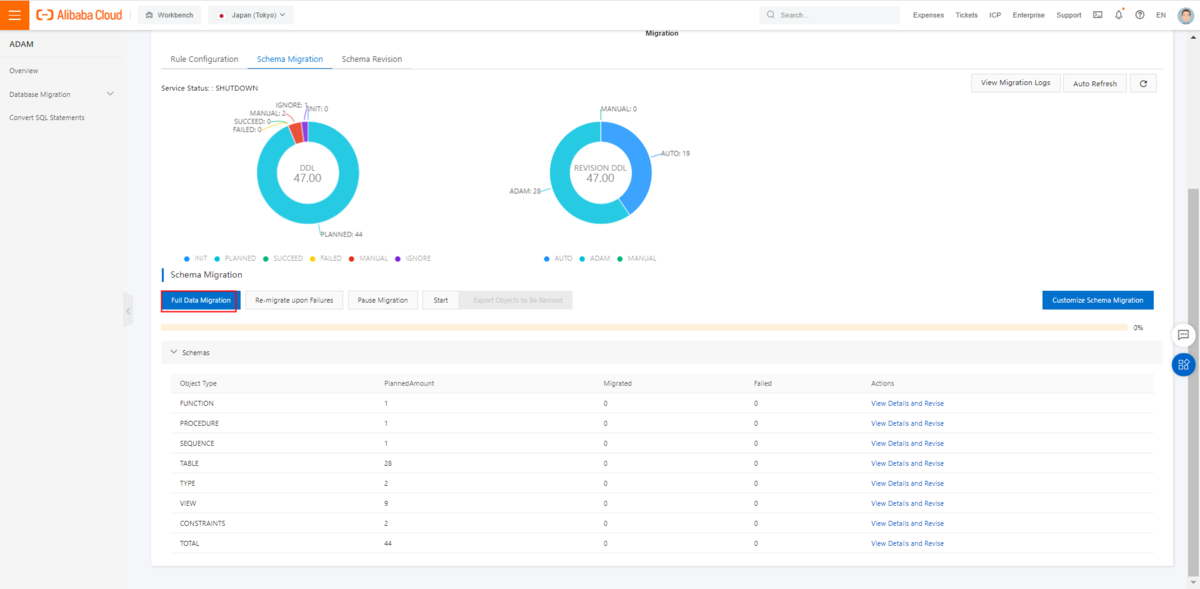 Alibaba Cloud Workbench Japan (Tokyo) Search... Expenses Tickets ICP Enterprise Support EN
ADAM
Overview
Database Migration
Convert SQL Statements
Migration
Rule Configuration Schema Migration Schema Revision
Service Status: : SHUTDOWN
View Migration Logs Auto Refresh
IGNORE: 1 INIT: 0
MANUAL: 2
SUCCEED: 0
FAILED: 0
DDL
47.00
PLANNED: 44
INIT PLANNED SUCCEED FAILED MANUAL IGNORE
MANUAL: 0
AUTO: 19
REVISION DDL
47.00
ADAM: 28
AUTO ADAM MANUAL
Schema Migration
Full Data Migration Re-migrate upon Failures Pause Migration Start Export Objects to Be Revised Customize Schema Migration
0%
Schemas
Object Type PlannedAmount Migrated Failed Actions
FUNCTION 1 0 0 View Details and Revise
PROCEDURE 1 0 0 View Details and Revise
SEQUENCE 1 0 0 View Details and Revise
TABLE 28 0 0 View Details and Revise
TYPE 2 0 0 View Details and Revise
VIEW 9 0 0 View Details and Revise
CONSTRAINTS 2 0 0 View Details and Revise
TOTAL 44 0 0 View Details and Revise